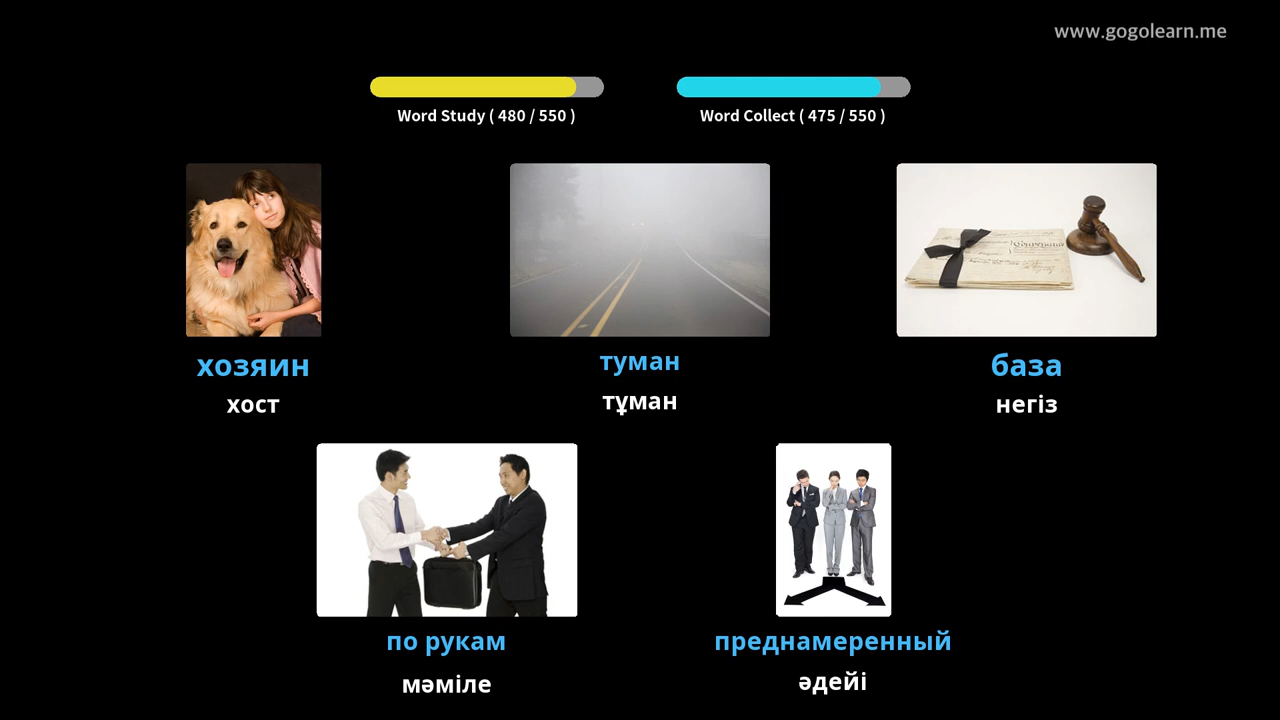 www.gogolearn.me
Word Study ( 480 / 550 )
Word Collect ( 475 / 550 )
хозяин
хост
туман
тұман
база
негіз
по рукам
мәміле
преднамеренный
әдейі